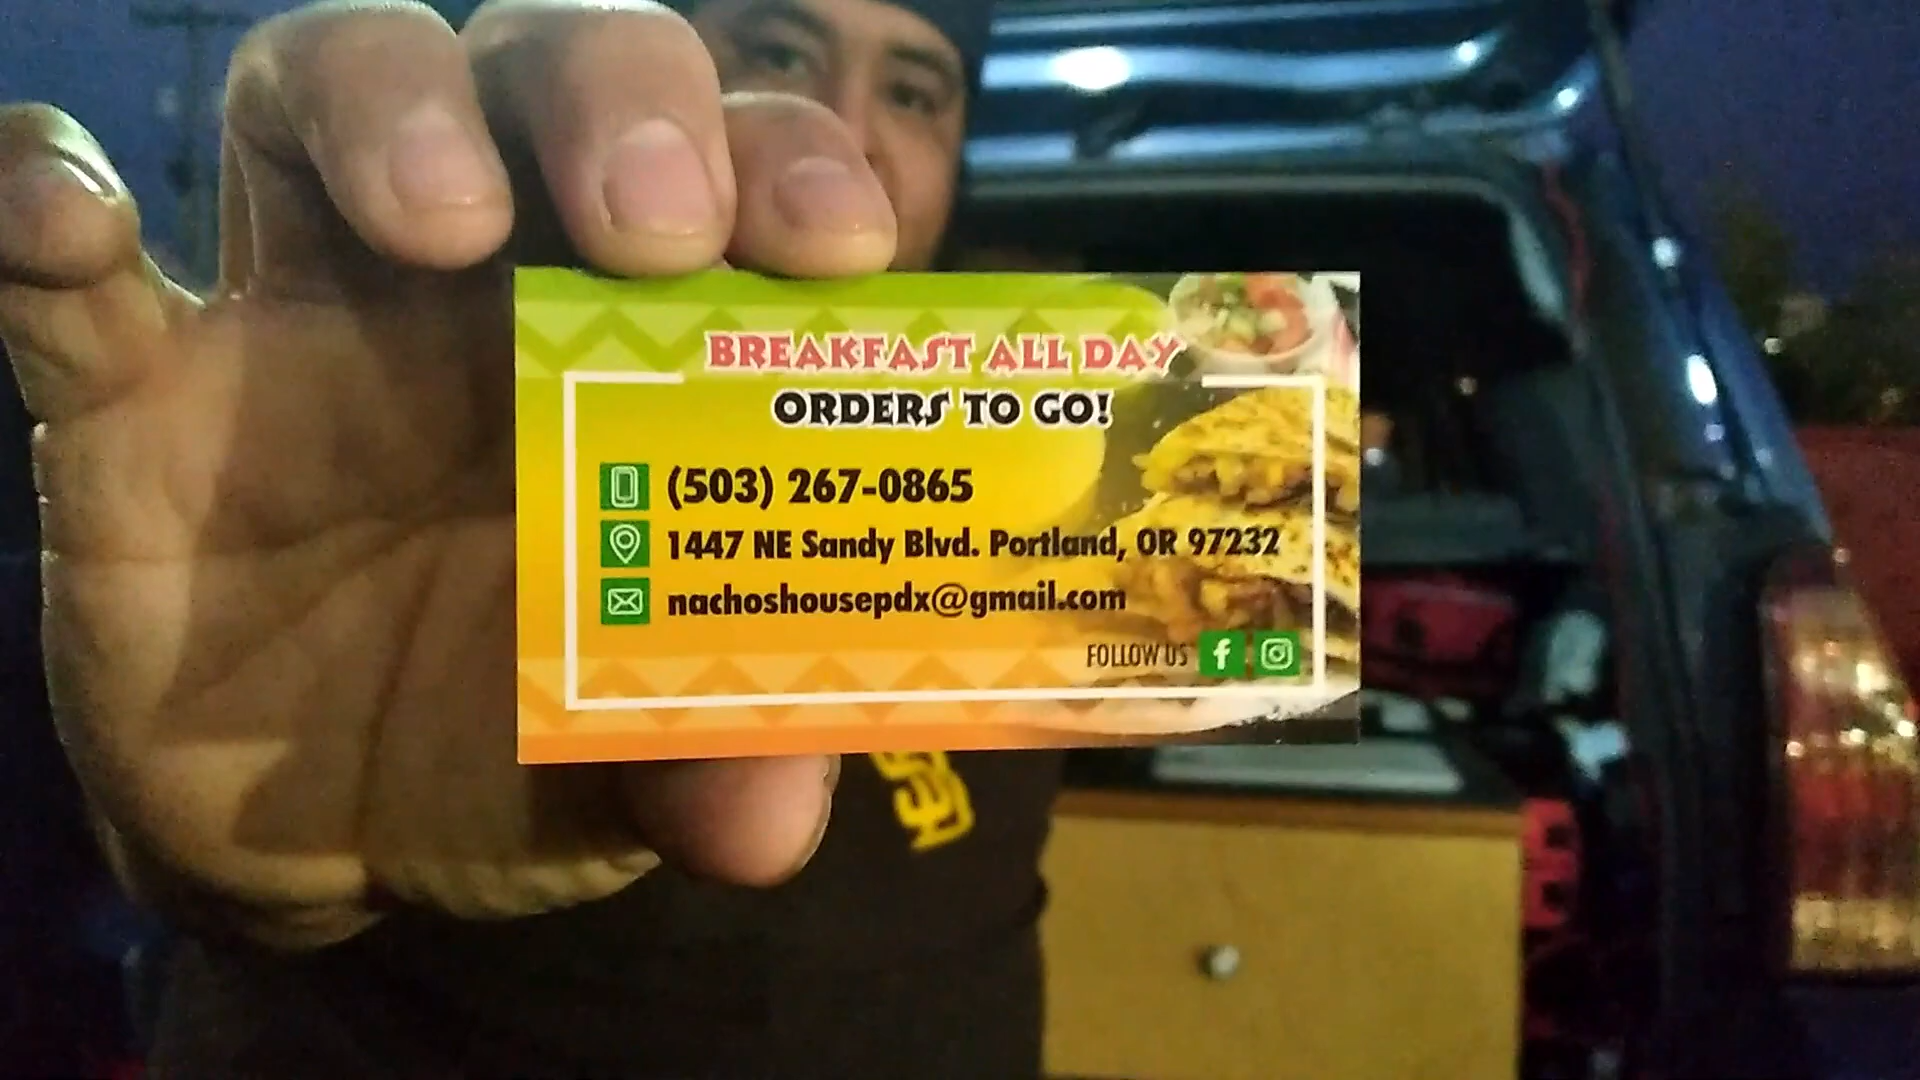 BREAKFAST ALL DAY
ORDERS TO GO!
(503) 267-0865
1447 NE Sandy Blvd. Portland, OR 97232
nachoshousepdx@gmail.com
FOLLOW US